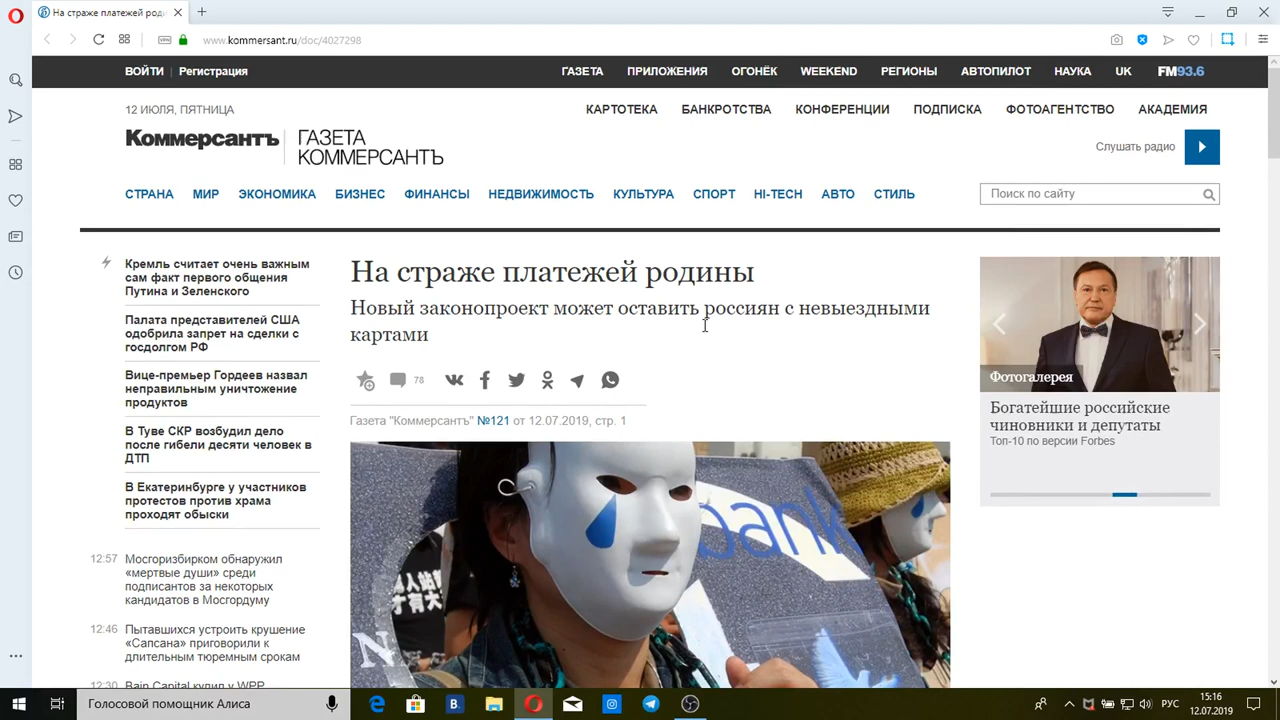 На страже платежей роди
www.kommersant.ru/doc/4027298
ВОЙТИ | Регистрация
ГАЗЕТА ПРИЛОЖЕНИЯ ОГОНЁК WEEKEND РЕГИОНЫ АВТОПИЛОТ НАУКА UK FM93.6
12 ИЮЛЯ, ПЯТНИЦА
КАРТОТЕКА БАНКРОТСТВА КОНФЕРЕНЦИИ ПОДПИСКА ФОТОАГЕНТСТВО АКАДЕМИЯ
Коммерсантъ
ГАЗЕТА
КОММЕРСАНТЪ
Слушать радио
СТРАНА МИР ЭКОНОМИКА БИЗНЕС ФИНАНСЫ НЕДВИЖИМОСТЬ КУЛЬТУРА СПОРТ HI-TECH АВТО СТИЛЬ
Поиск по сайту
Кремль считает очень важным
сам факт первого общения
Путина и Зеленского
Палата представителей США
одобрила запрет на сделки с
госдолгом РФ
Вице-премьер Гордеев назвал
неправильным уничтожение
продуктов
В Туве СКР возбудил дело
после гибели десяти человек в
ДТП
В Екатеринбурге у участников
протестов против храма
проходят обыски
12:57 Мосгоризбирком обнаружил
«мертвые души» среди
подписантов за некоторых
кандидатов в Мосгордуму
12:46 Пытавшихся устроить крушение
«Сапсана» приговорили к
длительным тюремным срокам
12:30 Bain Capital купил у WPP
На страже платежей родины
Новый законопроект может оставить россиян с невыездными
картами
78
Газета "Коммерсантъ" №121 от 12.07.2019, стр. 1
bank
Фотогалерея
Богатейшие российские
чиновники и депутаты
Топ-10 по версии Forbes
Голосовой помощник Алиса
РУС
15:16
12.07.2019